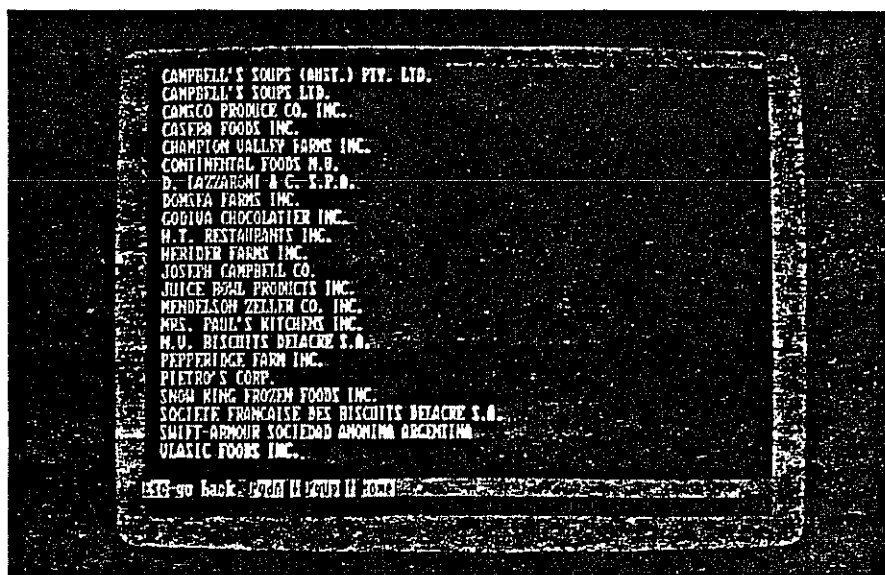 CAMPBELL'S SOUPS (AUST.) PTY. LTD.
CAMPBELL'S SOUPS LTD.
CAMSCO PRODUCE CO. INC.
CASERA FOODS INC.
CHAMPION VALLEY FARMS INC.
CONTINENTAL FOODS N.V.
D. LAZZARONI & C. S.P.A.
DOMSEA FARMS INC.
GODIVA CHOCOLATIER INC.
H.T. RESTAURANTS INC.
HERIDER FARMS INC.
JOSEPH CAMPBELL CO.
JUICE BOWL PRODUCTS INC.
MENDELSON ZELLER CO. INC.
MRS. PAUL'S KITCHENS INC.
N.V. BISCUITS DELACRE S.A.
PEPPERIDGE FARM INC.
PIETRO'S CORP.
SNOW KING FROZEN FOODS INC.
SOCIETE FRANCAISE DES BISCUITS DELACRE S.A.
SWIFT-ARMOUR SOCIEDAD ANONIMA ARGENTINA
VLASIC FOODS INC.
ESC-go back. PgDn PgUp Home